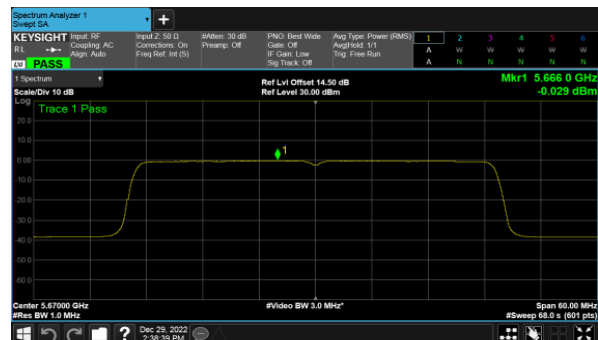 Spectrum Analyzer 1
Swept SA
KEYSIGHT
RL
PASS
Input: RF
Coupling: AC
Align: Auto
Input Z: 50 Ω
Corrections: On
Freq Ref: Int (S)
#Atten: 30 dB
Preamp: Off
PNO: Best Wide
Gate: Off
IF Gain: Low
Sig Track: Off
Avg Type: Power (RMS)
Avg|Hold: 1/1
Trig: Free Run
1 2 3 4 5 6
A W W W W W
A N N N N N
1 Spectrum
Scale/Div 10 dB
Ref Lvl Offset 14.50 dB
Ref Level 30.00 dBm
Mkr1 5.666 0 GHz
-0.029 dBm
Log
Trace 1 Pass
20.0
10.0
0.00
1
-10.0
-20.0
-30.0
-40.0
-50.0
-60.0
Center 5.67000 GHz
#Res BW 1.0 MHz
#Video BW 3.0 MHz*
Span 60.00 MHz
#Sweep 68.0 s (601 pts)
?
Dec 29, 2022
2:38:39 PM